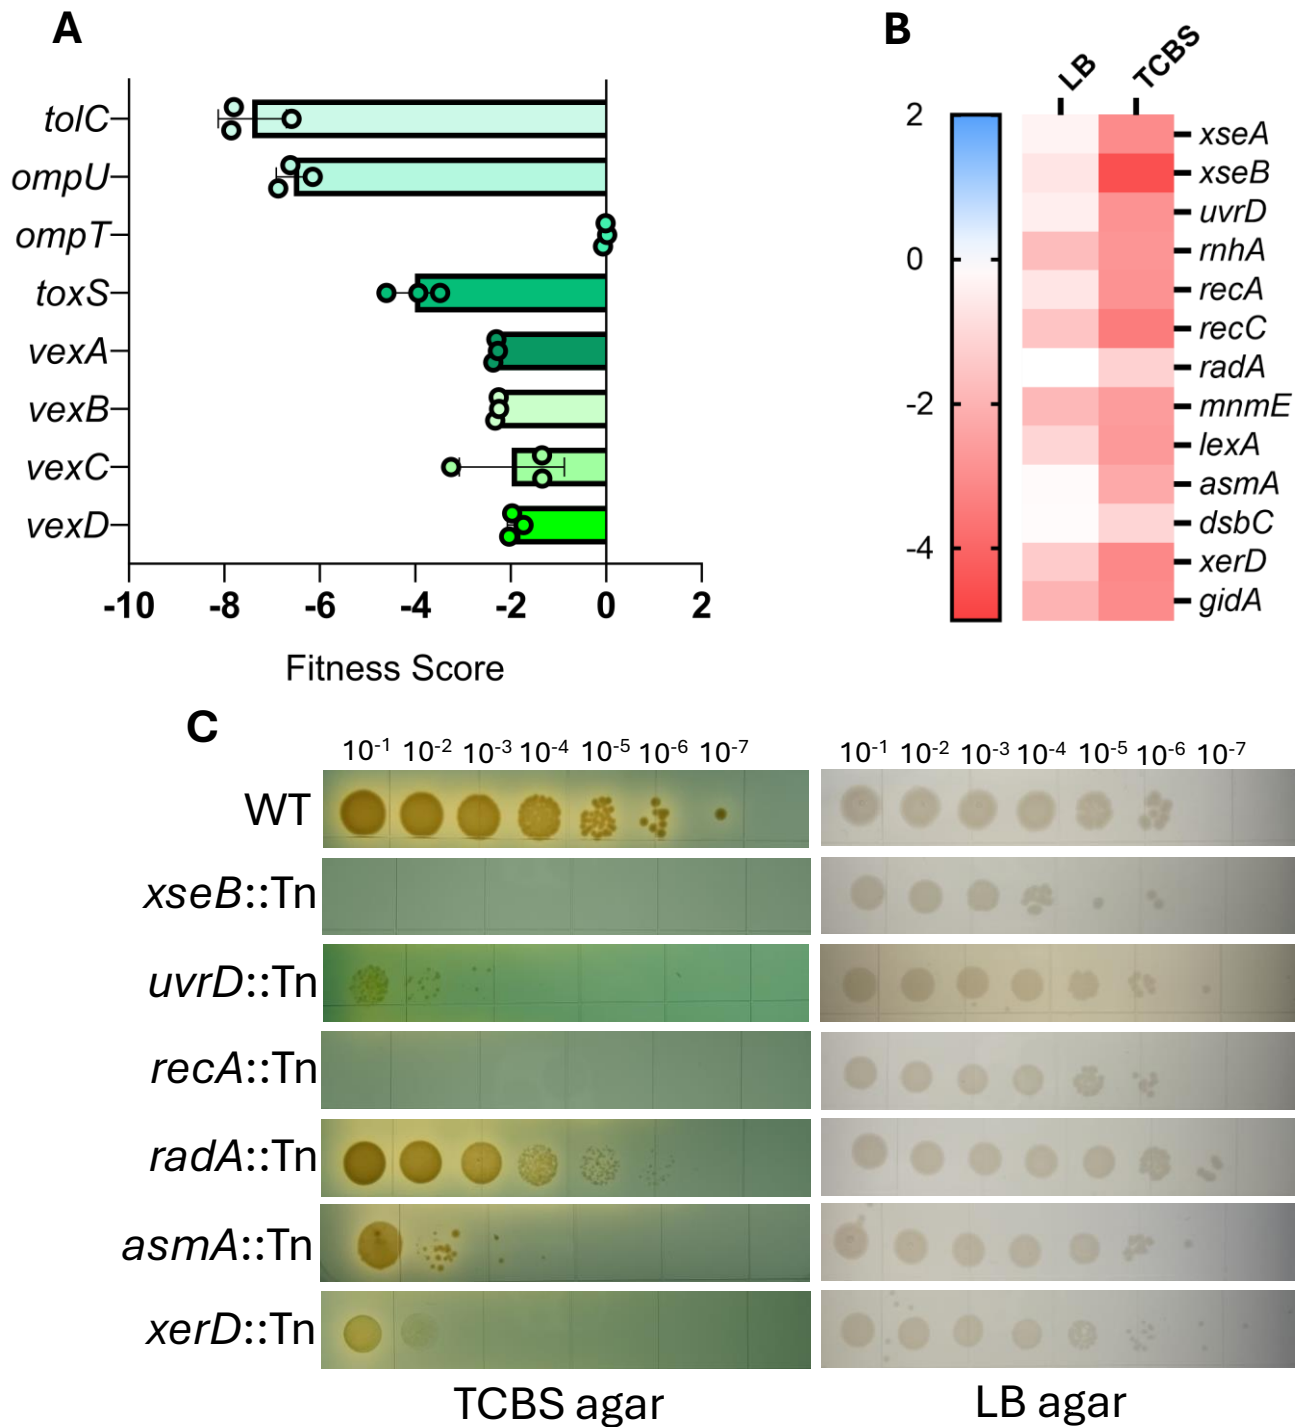 A
tolC
ompU
ompT
toxS
vexA
vexB
vexC
vexD
-10 -8 -6 -4 -2 0 2
Fitness Score
B
LB TCBS
2
0
-2
-4
xseA
xseB
uvrD
rnhA
recA
recC
radA
mnmE
lexA
asmA
dsbC
xerD
gidA
C
10⁻¹ 10⁻² 10⁻³ 10⁻⁴ 10⁻⁵ 10⁻⁶ 10⁻⁷ 10⁻¹ 10⁻² 10⁻³ 10⁻⁴ 10⁻⁵ 10⁻⁶ 10⁻⁷
WT
xseB::Tn
uvrD::Tn
recA::Tn
radA::Tn
asmA::Tn
xerD::Tn
TCBS agar LB agar